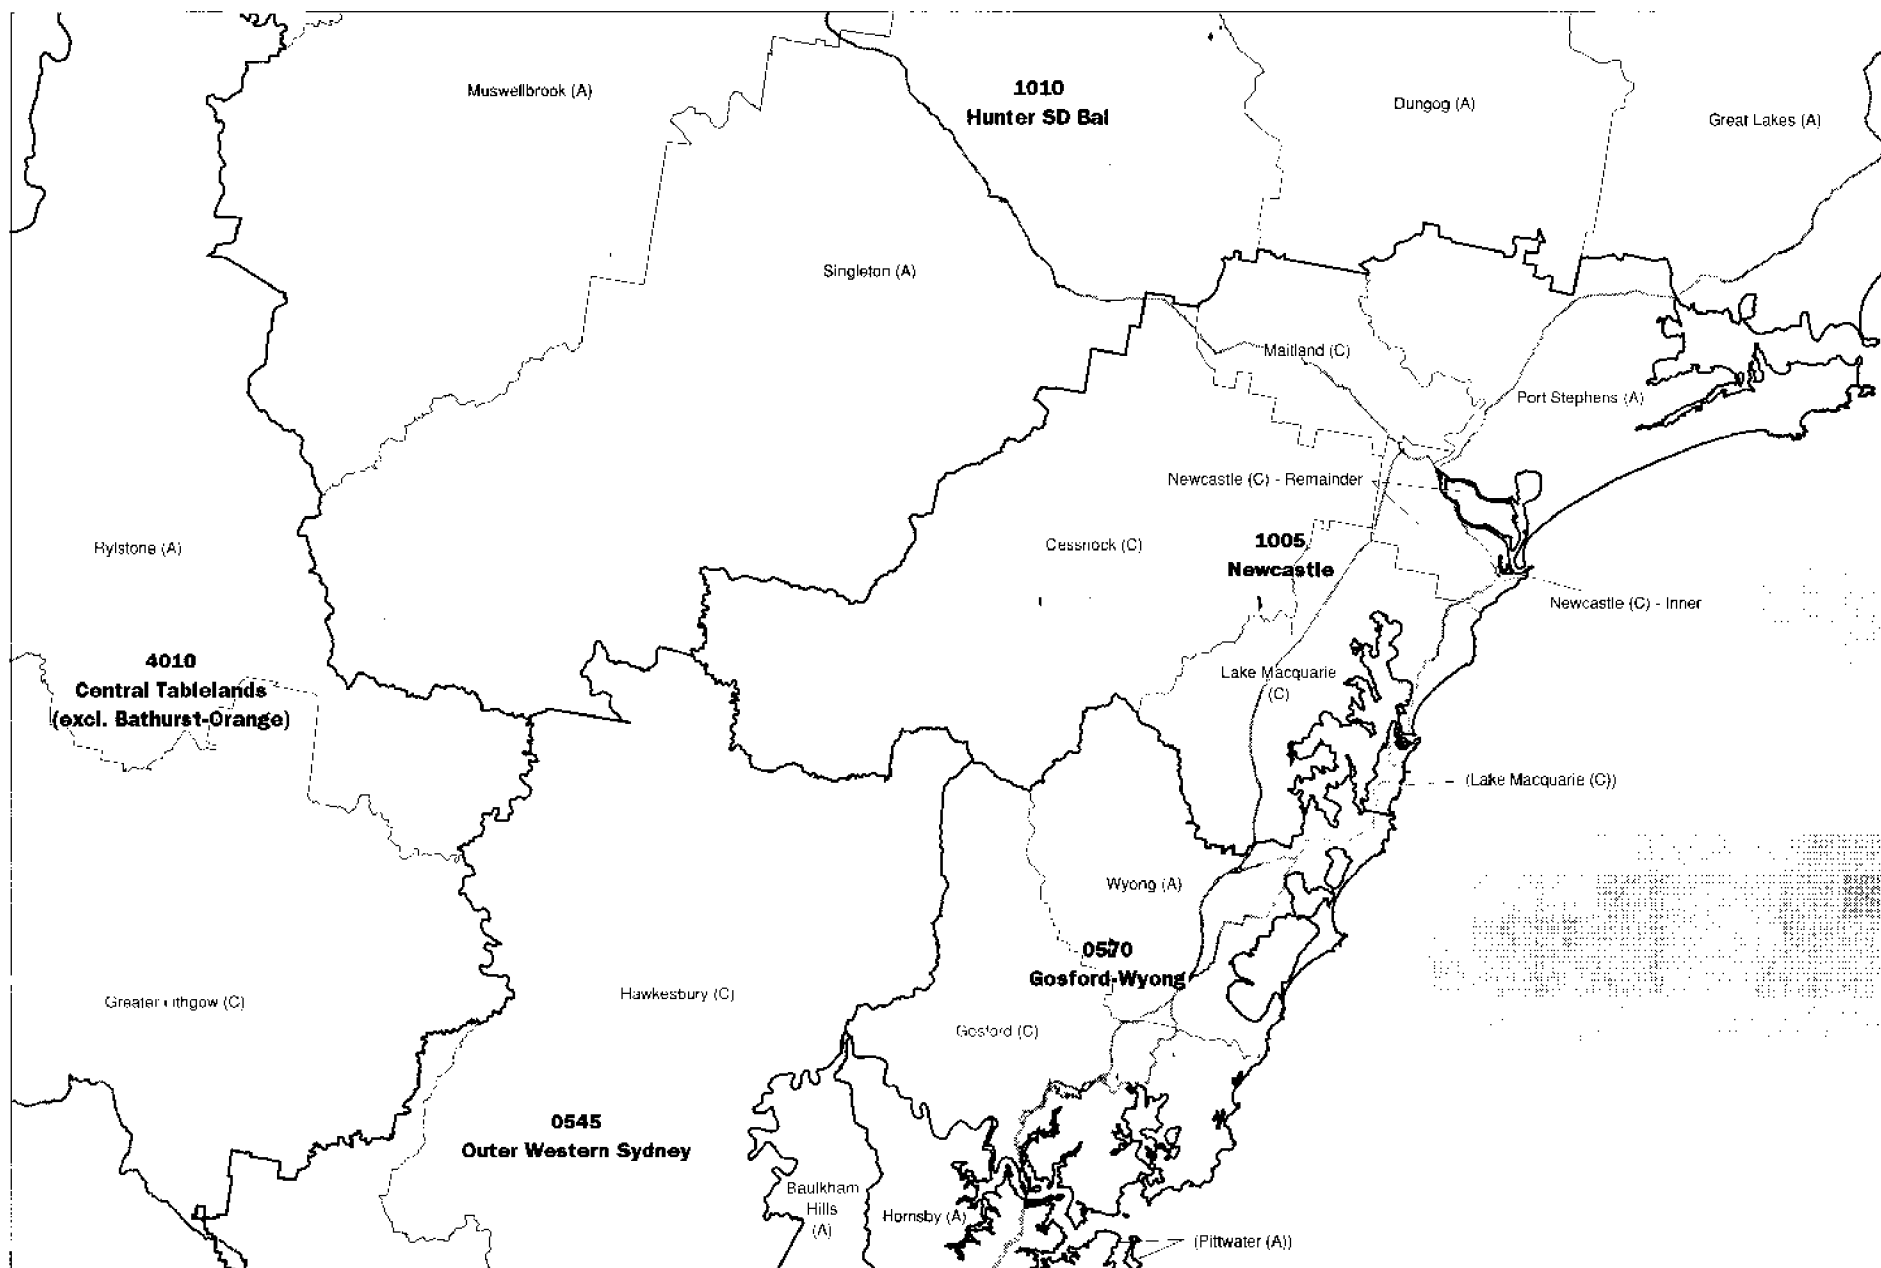 Muswellbrook (A)
1010
Hunter SD Bal
Dungog (A)
Great Lakes (A)
Singleton (A)
Maitland (C)
Port Stephens (A)
Newcastle (C) - Remainder
Rylstone (A)
Cessnock (C)
1005
Newcastle
Newcastle (C) - Inner
4010
Central Tablelands
(excl. Bathurst-Orange)
Lake Macquarie
(C)
(Lake Macquarie (C))
Wyong (A)
0570
Gosford-Wyong
Greater Lithgow (C)
Hawkesbury (C)
Gosford (C)
0545
Outer Western Sydney
Baulkham
Hills
(A)
Hornsby (A)
(Pittwater (A))